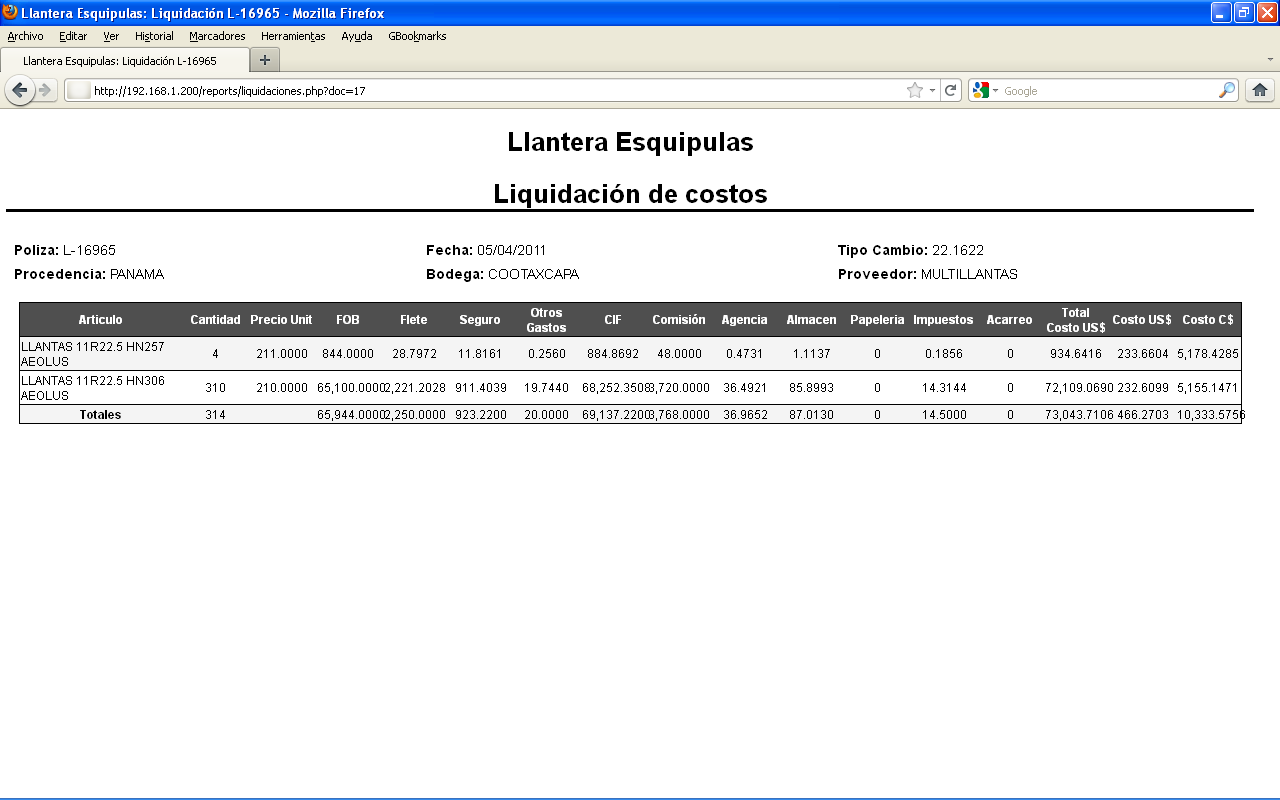 Llantera Esquipulas: Liquidación L-16965 - Mozilla Firefox
Archivo Editar Ver Historial Marcadores Herramientas Ayuda GBookmarks
Llantera Esquipulas: Liquidación L-16965
http://192.168.1.200/reports/liquidaciones.php?doc=17 Google
Llantera Esquipulas
Liquidación de costos
Poliza: L-16965 Fecha: 05/04/2011 Tipo Cambio: 22.1622
Procedencia: PANAMA Bodega: COOTAXCAPA Proveedor: MULTILLANTAS
Articulo Cantidad Precio Unit FOB Flete Seguro Otros Gastos CIF Comisión Agencia Almacen Papeleria Impuestos Acarreo Total Costo US$ Costo US$ Costo C$
LLANTAS 11R22.5 HN257 AEOLUS 4 211.0000 844.0000 28.7972 11.8161 0.2560 884.8692 48.0000 0.4731 1.1137 0 0.1856 0 934.6416 233.6604 5,178.4285
LLANTAS 11R22.5 HN306 AEOLUS 310 210.0000 65,100.0000 2,221.2028 911.4039 19.7440 68,252.3508 3,720.0000 36.4921 85.8993 0 14.3144 0 72,109.0690 232.6099 5,155.1471
Totales 314 65,944.0000 2,250.0000 923.2200 20.0000 69,137.2200 3,768.0000 36.9652 87.0130 0 14.5000 0 73,043.7106 466.2703 10,333.5756